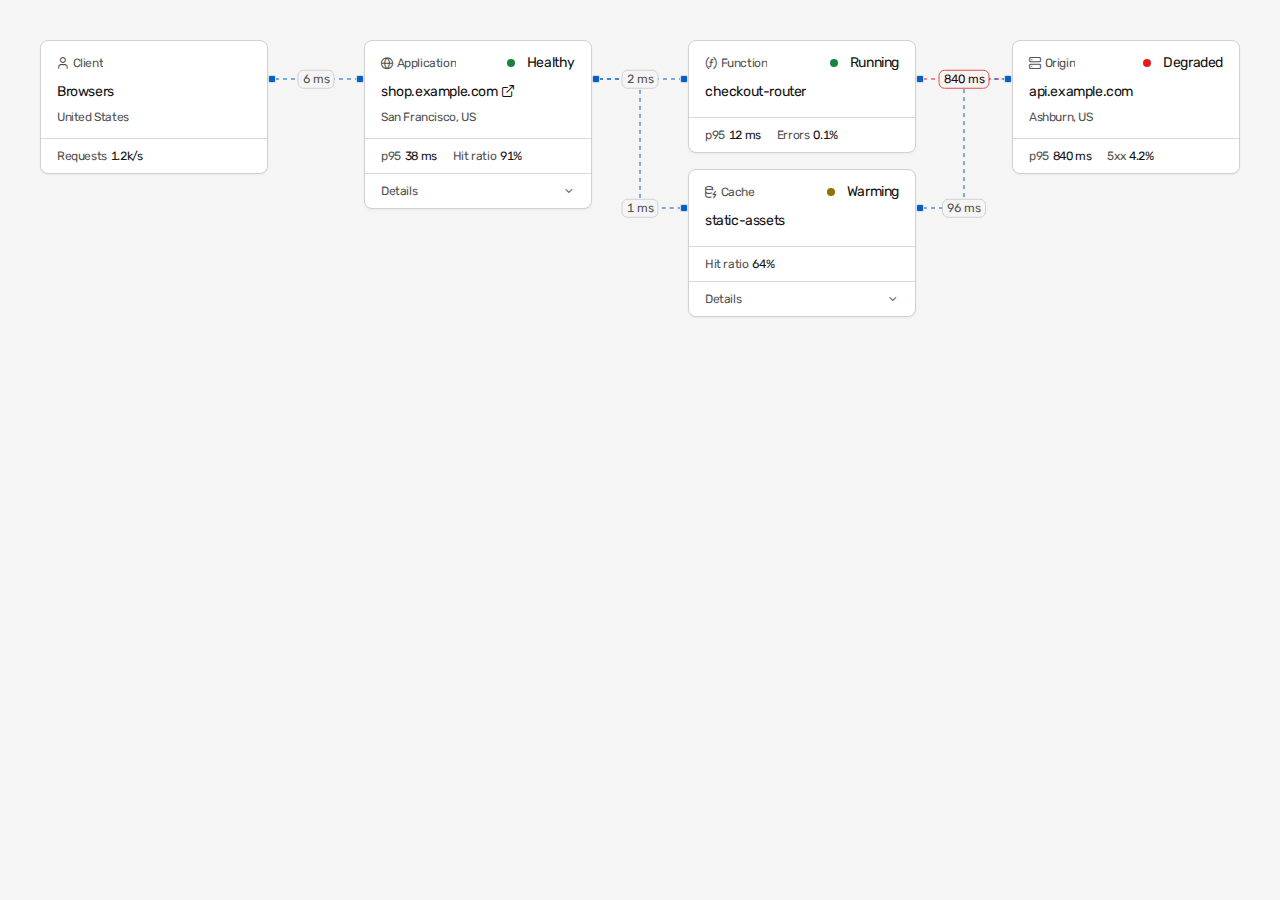 Client
Browsers
United States
Requests 1.2k/s
6 ms
Application
Healthy
shop.example.com
San Francisco, US
p95 38 ms Hit ratio 91%
Details
2 ms
1 ms
Function
Running
checkout-router
p95 12 ms Errors 0.1%
Cache
Warming
static-assets
Hit ratio 64%
Details
840 ms
96 ms
Origin
Degraded
api.example.com
Ashburn, US
p95 840 ms 5xx 4.2%